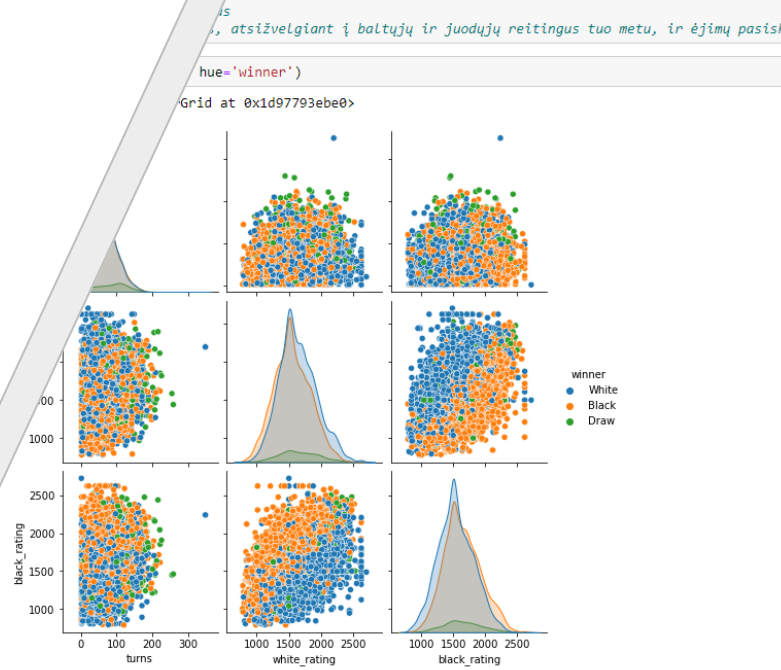 , atsižvelgiant į baltųjų ir juodųjų reitingus tuo metu, ir ėjimų
hue='winner')
Grid at 0x1d97793ebe0>
winner
White
Black
Draw
1000
2500
2000
1500
1000
black_rating
0 100 200 300 1000 1500 2000 2500 1000 1500 2000 2500
turns white_rating black_rating